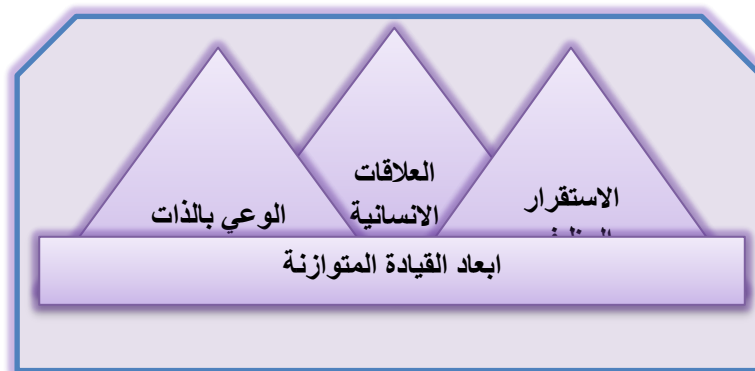 الاستقرار
العلاقات
الانسانية
الوعي بالذات
ابعاد القيادة المتوازنة